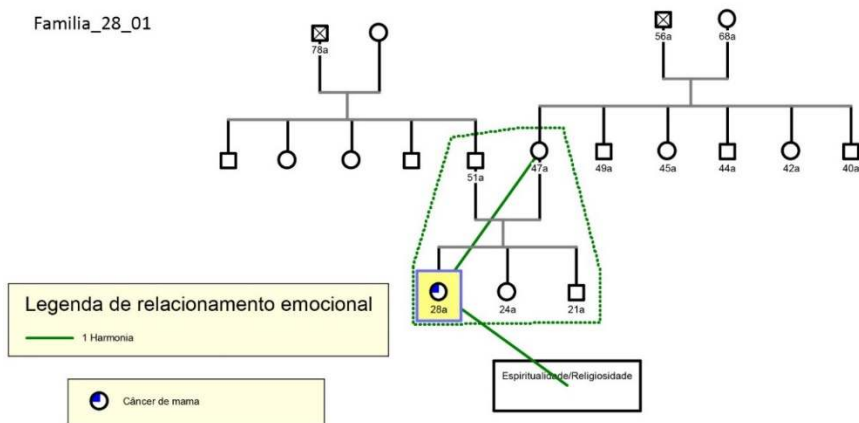 Familia_28_01
78a
56a
68a
51a
47a
49a
45a
44a
42a
40a
28a
24a
21a
Legenda de relacionamento emocional
1 Harmonia
Câncer de mama
Espiritualidade/Religiosidade